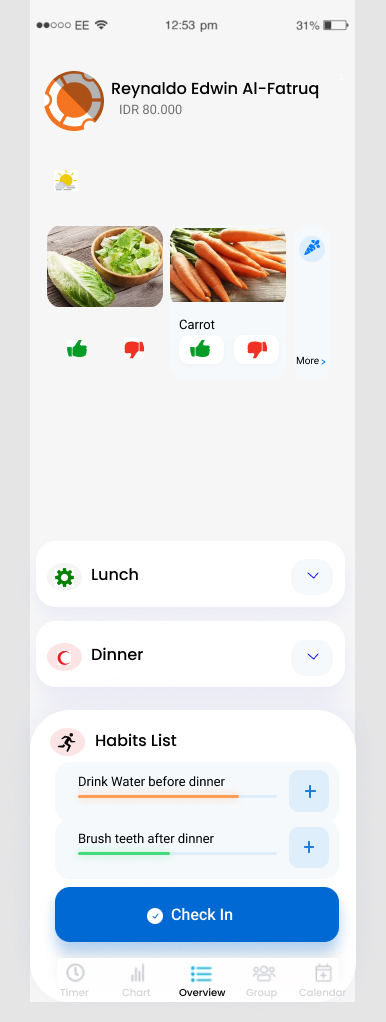 EE 12:53 pm 31%
Reynaldo Edwin Al-Fatruq
IDR 80.000
Carrot
More >
Lunch
Dinner
Habits List
Drink Water before dinner
+
Brush teeth after dinner
+
Check In
Timer Chart Overview Group Calendar